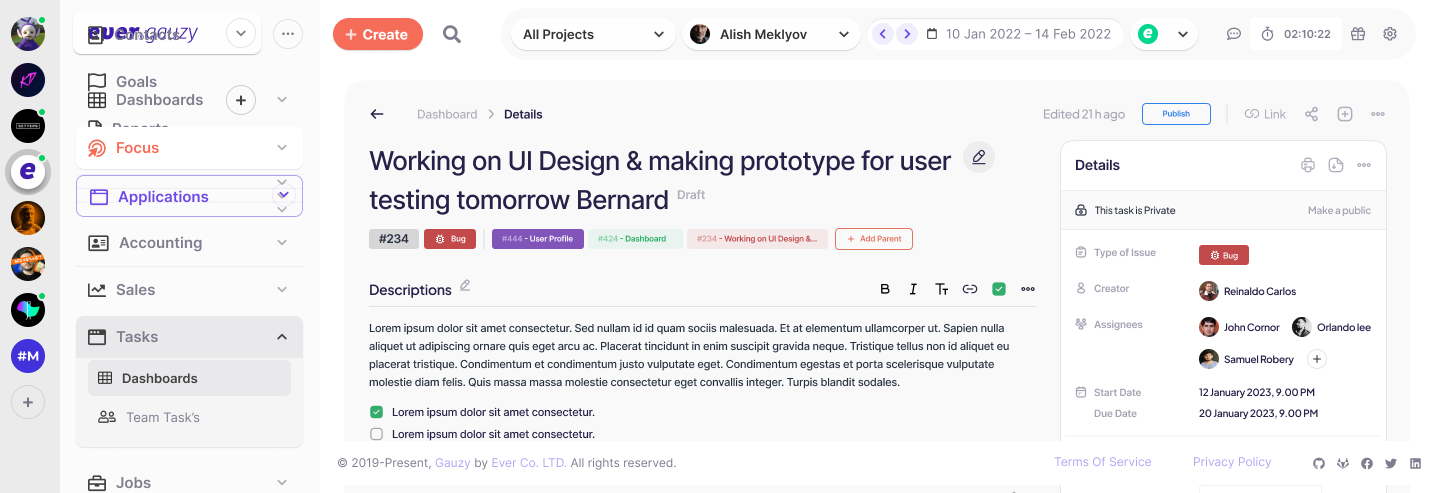 ever gauzy
Contacts
Goals
Dashboards
Reports
Focus
Applications
Accounting
Sales
Tasks
Dashboards
Team Task's
Jobs
#M
+ Create
All Projects
Alish Meklyov
10 Jan 2022 – 14 Feb 2022
02:10:22
Dashboard > Details
Edited 21 h ago
Publish
Link
Working on UI Design & making prototype for user
testing tomorrow Bernard Draft
#234 Bug #444 - User Profile #424 - Dashboard #234 - Working on UI Design &... + Add Parent
Descriptions
Lorem ipsum dolor sit amet consectetur. Sed nullam id id quam sociis malesuada. Et at elementum ullamcorper ut. Sapien nulla
aliquet ut adipiscing ornare quis eget arcu ac. Placerat tincidunt in enim suscipit gravida neque. Tristique tellus non id aliquet eu
placerat tristique. Condimentum et condimentum justo vulputate eget. Condimentum egestas et porta scelerisque vulputate
molestie diam felis. Quis massa massa molestie consectetur eget convallis integer. Turpis blandit sodales.
Lorem ipsum dolor sit amet consectetur.
Lorem ipsum dolor sit amet consectetur.
Details
This task is Private Make a public
Type of Issue Bug
Creator Reinaldo Carlos
Assignees John Cornor Orlando lee
Samuel Robery
Start Date 12 January 2023, 9.00 PM
Due Date 20 January 2023, 9.00 PM
© 2019-Present, Gauzy by Ever Co. LTD. All rights reserved.
Terms Of Service Privacy Policy